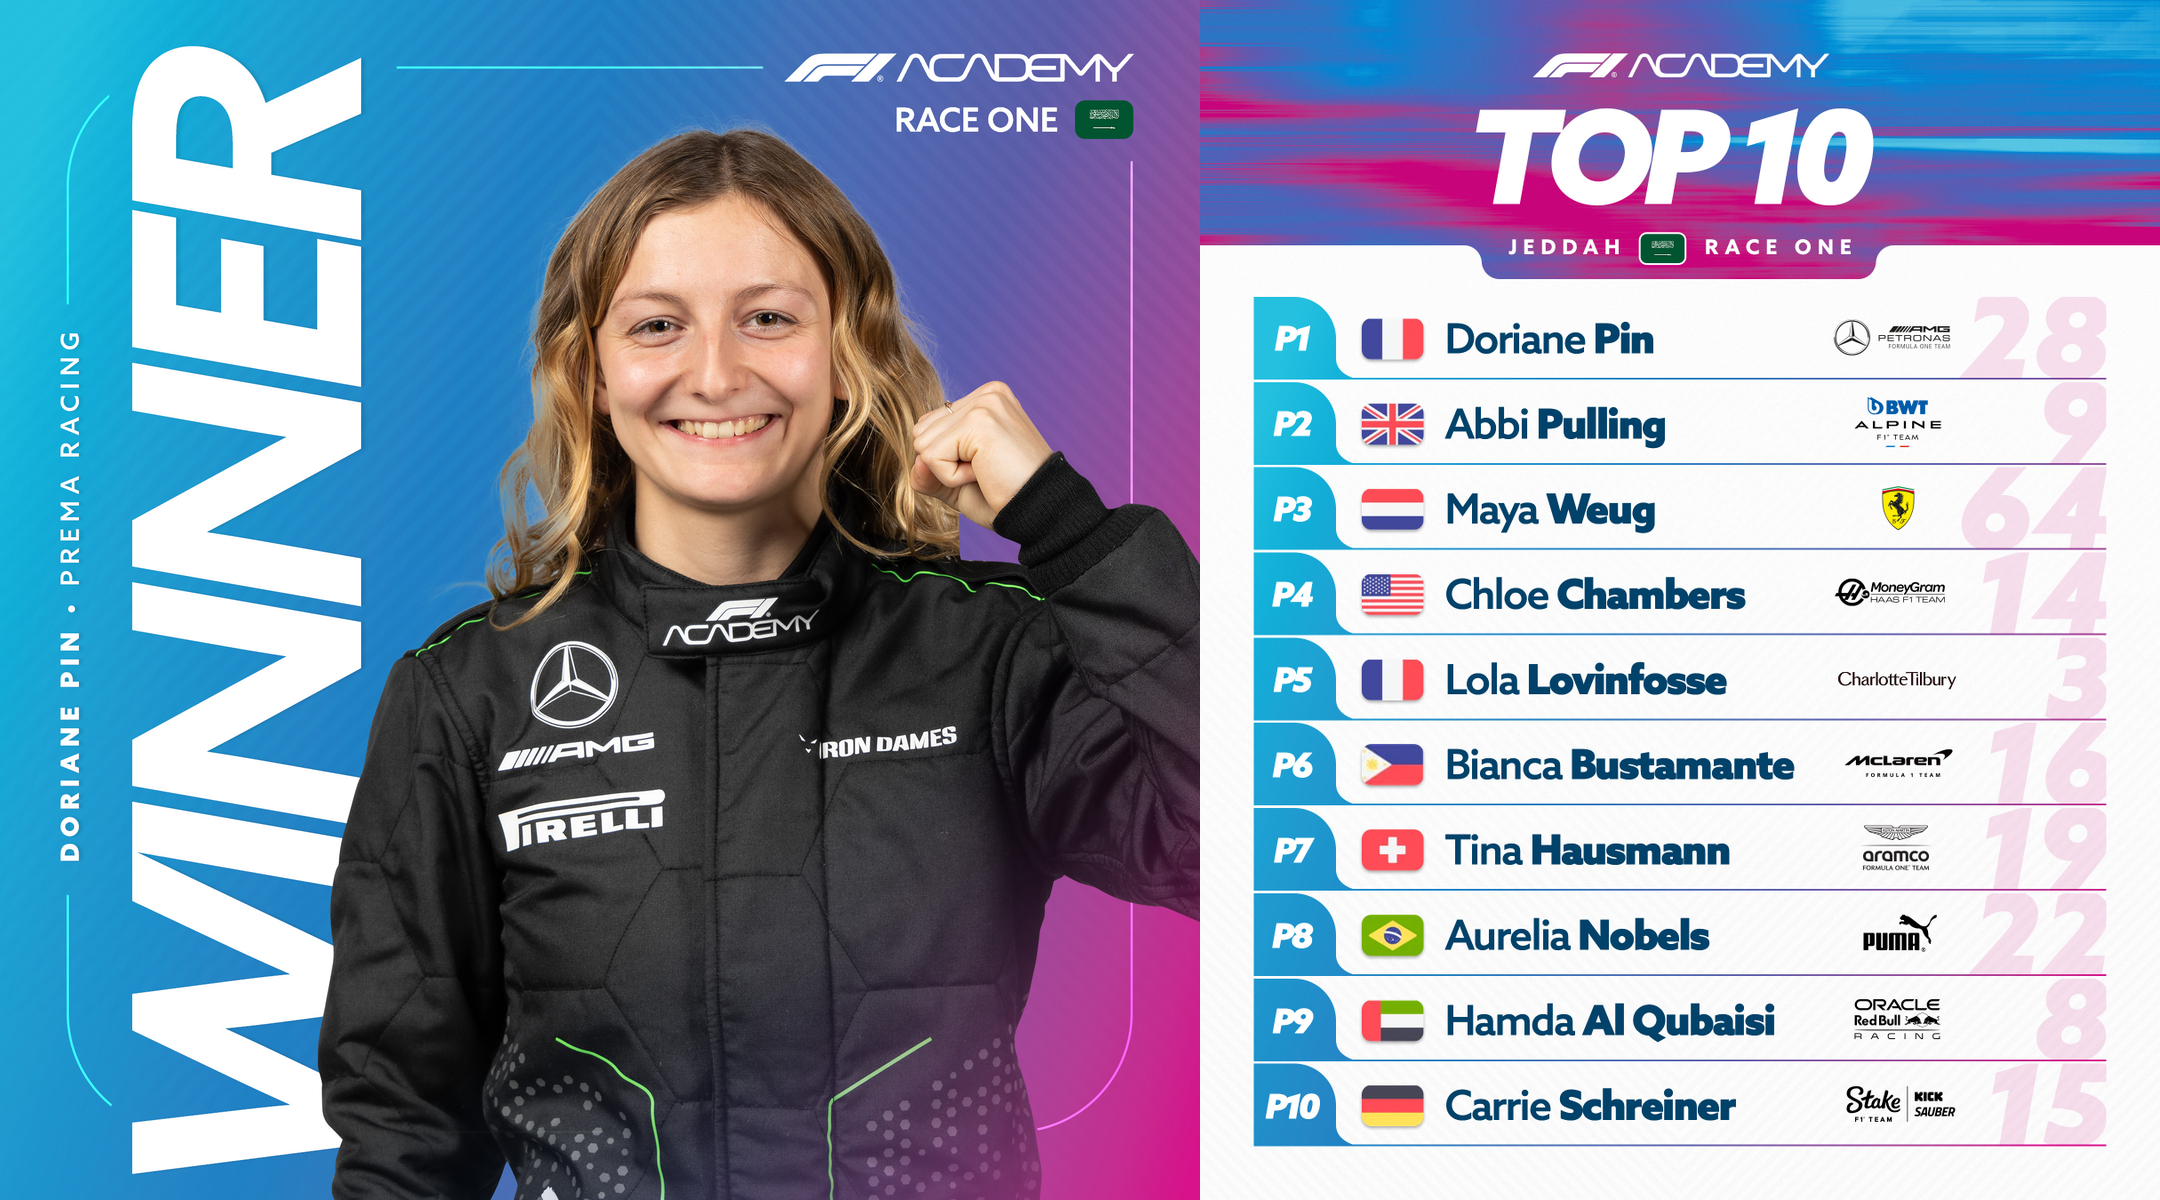 WINNER
DORIANE PIN • PREMA RACING
F1® ACADEMY
RACE ONE
F1 ACADEMY
AMG
PIRELLI
IRON DAMES
F1® ACADEMY
TOP 10
JEDDAH RACE ONE
P1 Doriane Pin AMG PETRONAS FORMULA ONE TEAM 28
P2 Abbi Pulling BWT ALPINE F1® TEAM 9
P3 Maya Weug 64
P4 Chloe Chambers MoneyGram HAAS F1 TEAM 14
P5 Lola Lovinfosse Charlotte Tilbury 3
P6 Bianca Bustamante McLaren FORMULA 1 TEAM 16
P7 Tina Hausmann aramco FORMULA ONE™ TEAM 19
P8 Aurelia Nobels PUMA® 22
P9 Hamda Al Qubaisi ORACLE Red Bull RACING 8
P10 Carrie Schreiner Stake F1® TEAM KICK SAUBER 15